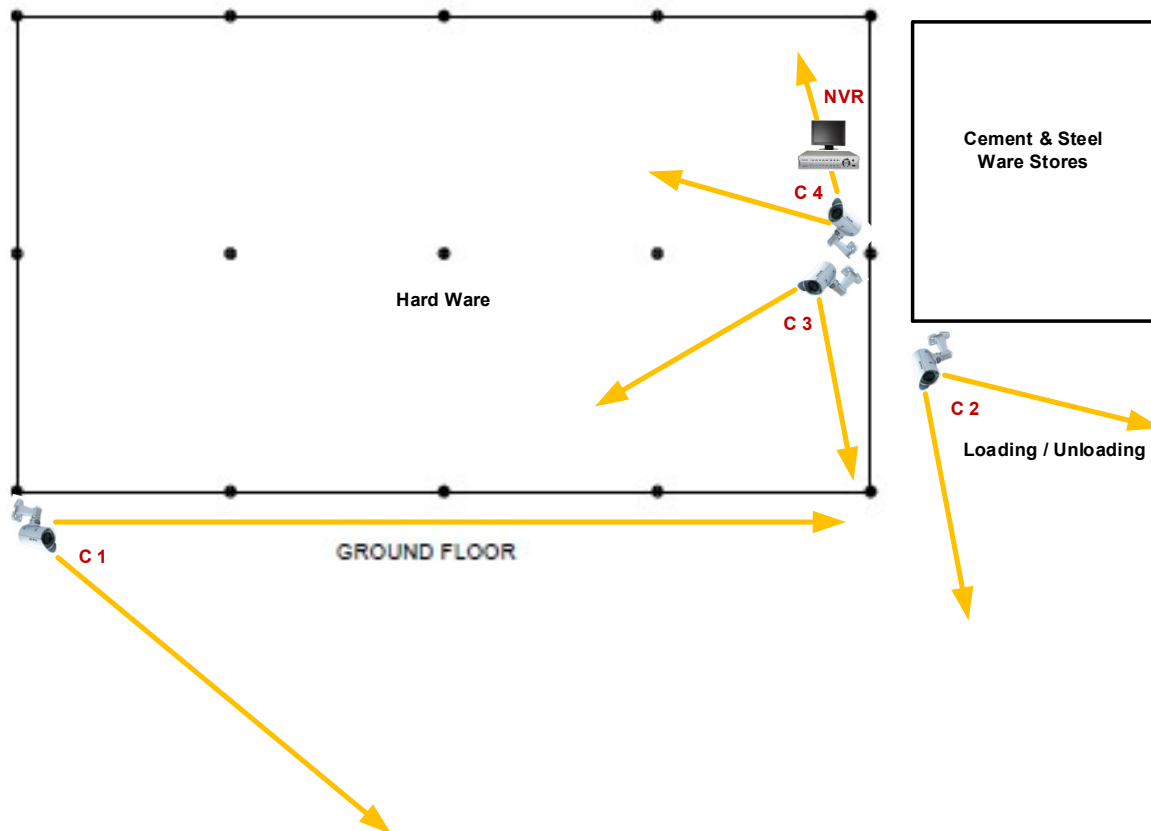 NVR
Cement & Steel
Ware Stores
C 4
Hard Ware
C 3
C 2
Loading / Unloading
GROUND FLOOR
C 1